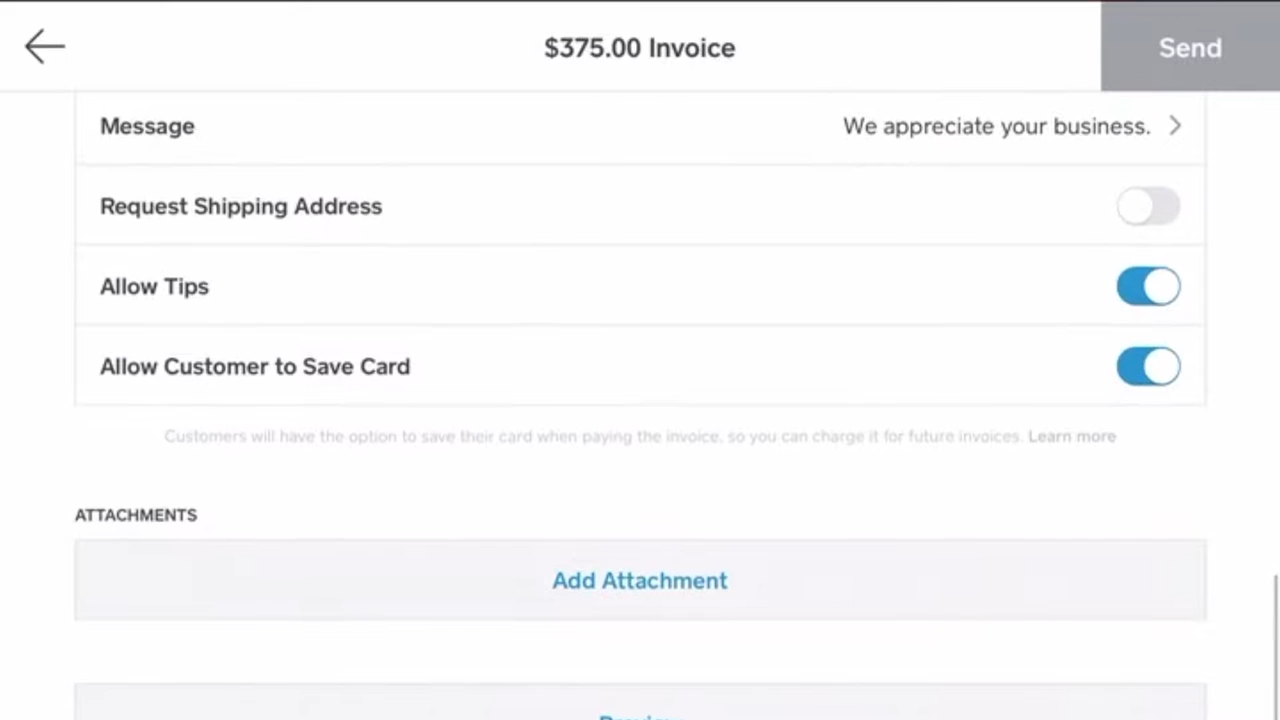 $375.00 Invoice
Send
Message
We appreciate your business.
Request Shipping Address
Allow Tips
Allow Customer to Save Card
Customers will have the option to save their card when paying the invoice, so you can charge it for future invoices. Learn more
ATTACHMENTS
Add Attachment
Preview